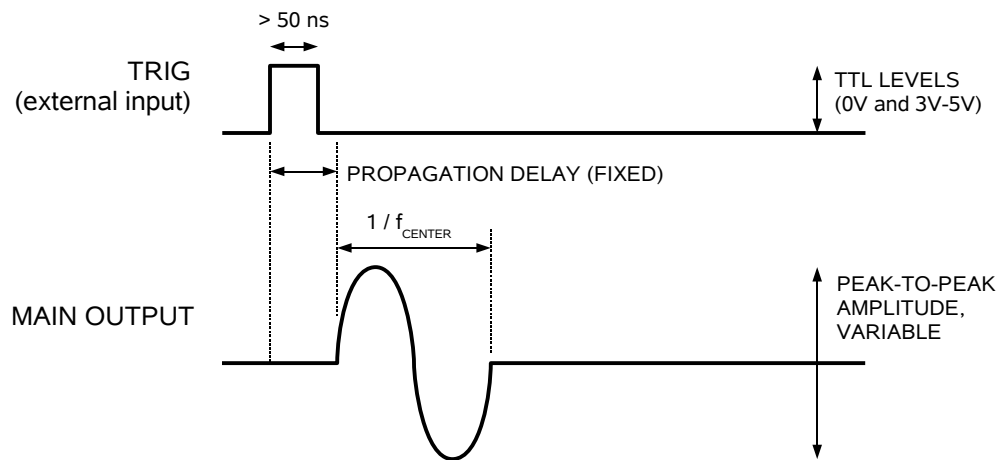 > 50 ns
TRIG
(external input)
TTL LEVELS
(0V and 3V-5V)
PROPAGATION DELAY (FIXED)
1 / fCENTER
MAIN OUTPUT
PEAK-TO-PEAK
AMPLITUDE,
VARIABLE